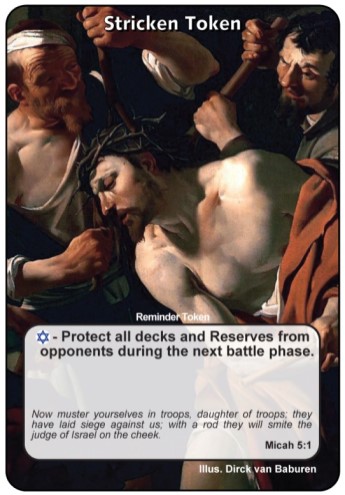 Stricken Token
Reminder Token
- Protect all decks and Reserves from
opponents during the next battle phase.
Now muster yourselves in troops, daughter of troops; they
have laid siege against us; with a rod they will smite the
judge of Israel on the cheek.
Micah 5:1
Illus. Dirck van Baburen